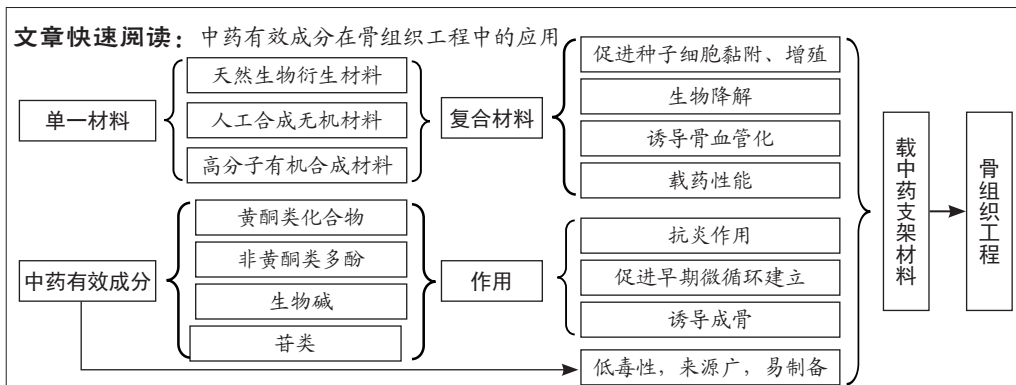 文章快速阅读：中药有效成分在骨组织工程中的应用
单一材料
天然生物衍生材料
人工合成无机材料
高分子有机合成材料
复合材料
促进种子细胞黏附、增殖
生物降解
诱导骨血管化
载药性能
中药有效成分
黄酮类化合物
非黄酮类多酚
生物碱
苷类
作用
抗炎作用
促进早期微循环建立
诱导成骨
低毒性，来源广，易制备
载中药支架材料
骨组织工程